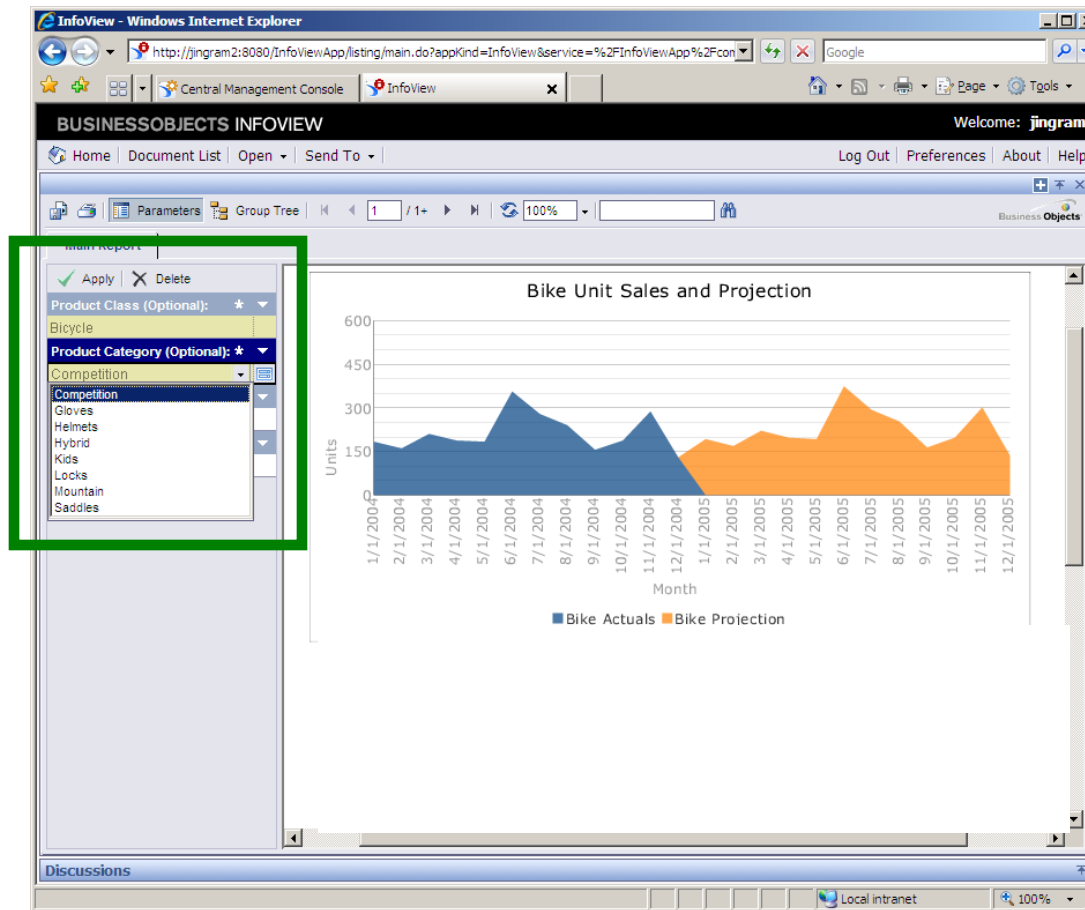 InfoView - Windows Internet Explorer
http://jingram2:8080/InfoViewApp/listing/main.do?appKind=InfoView&service=%2FInfoViewApp%2Fcon
Google
Central Management Console
InfoView
Page
Tools
BUSINESSOBJECTS INFOVIEW
Welcome: jingram
Home Document List Open Send To
Log Out Preferences About Help
Parameters Group Tree 1 / 1+ 100%
Business Objects
Main Report
Apply Delete
Product Class (Optional): *
Bicycle
Product Category (Optional): *
Competition
Competition
Gloves
Helmets
Hybrid
Kids
Locks
Mountain
Saddles
Bike Unit Sales and Projection
600
450
300
150
0
Units
1/1/2004
2/1/2004
3/1/2004
4/1/2004
5/1/2004
6/1/2004
7/1/2004
8/1/2004
9/1/2004
10/1/2004
11/1/2004
12/1/2004
1/1/2005
2/1/2005
3/1/2005
4/1/2005
5/1/2005
6/1/2005
7/1/2005
8/1/2005
9/1/2005
10/1/2005
11/1/2005
12/1/2005
Month
Bike Actuals Bike Projection
Discussions
Local intranet
100%